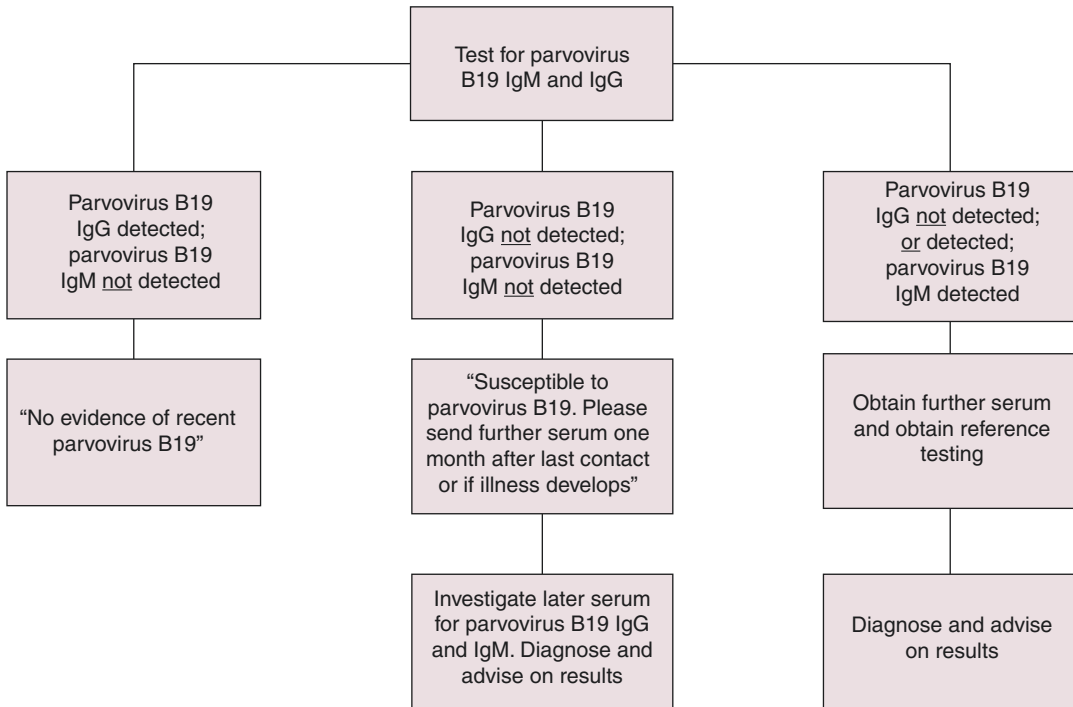 Test for parvovirus
B19 IgM and IgG
Parvovirus B19
IgG detected;
parvovirus B19
IgM not detected
Parvovirus B19
IgG not detected;
parvovirus B19
IgM not detected
Parvovirus B19
IgG not detected;
or detected;
parvovirus B19
IgM detected
“No evidence of recent
parvovirus B19”
“Susceptible to
parvovirus B19. Please
send further serum one
month after last contact
or if illness develops”
Obtain further serum
and obtain reference
testing
Investigate later serum
for parvovirus B19 IgG
and IgM. Diagnose and
advise on results
Diagnose and advise
on results